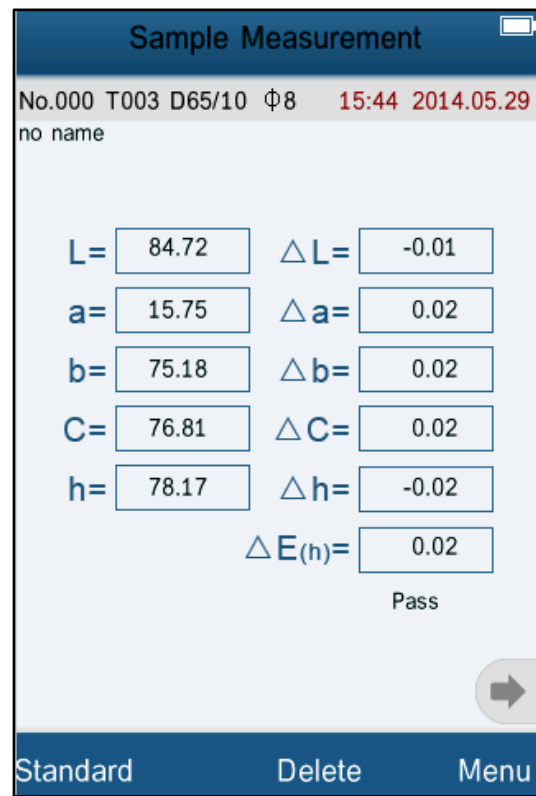 Sample Measurement
No.000 T003 D65/10 Φ8 15:44 2014.05.29
no name
L= 84.72 △L= -0.01
a= 15.75 △a= 0.02
b= 75.18 △b= 0.02
C= 76.81 △C= 0.02
h= 78.17 △h= -0.02
△E(h)= 0.02
Pass
Standard Delete Menu